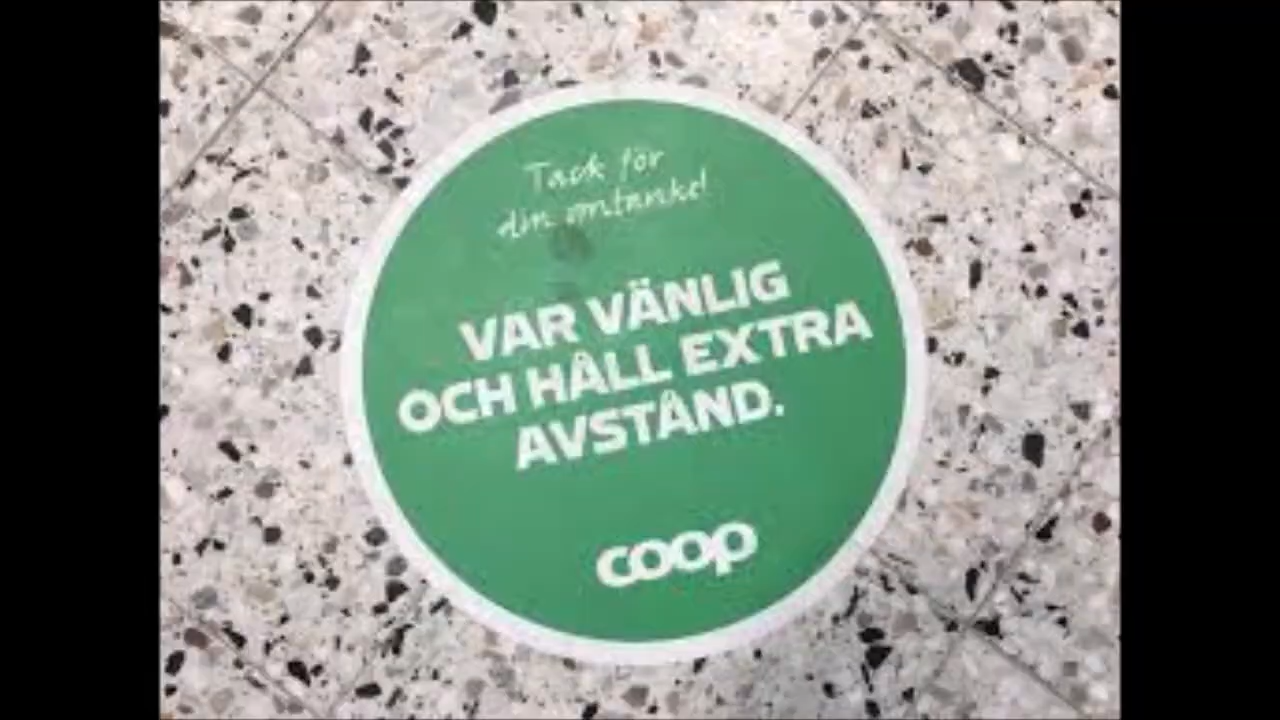 Tack för
din omtanke!
VAR VÄNLIG
OCH HÅLL EXTRA
AVSTÅND.
coop